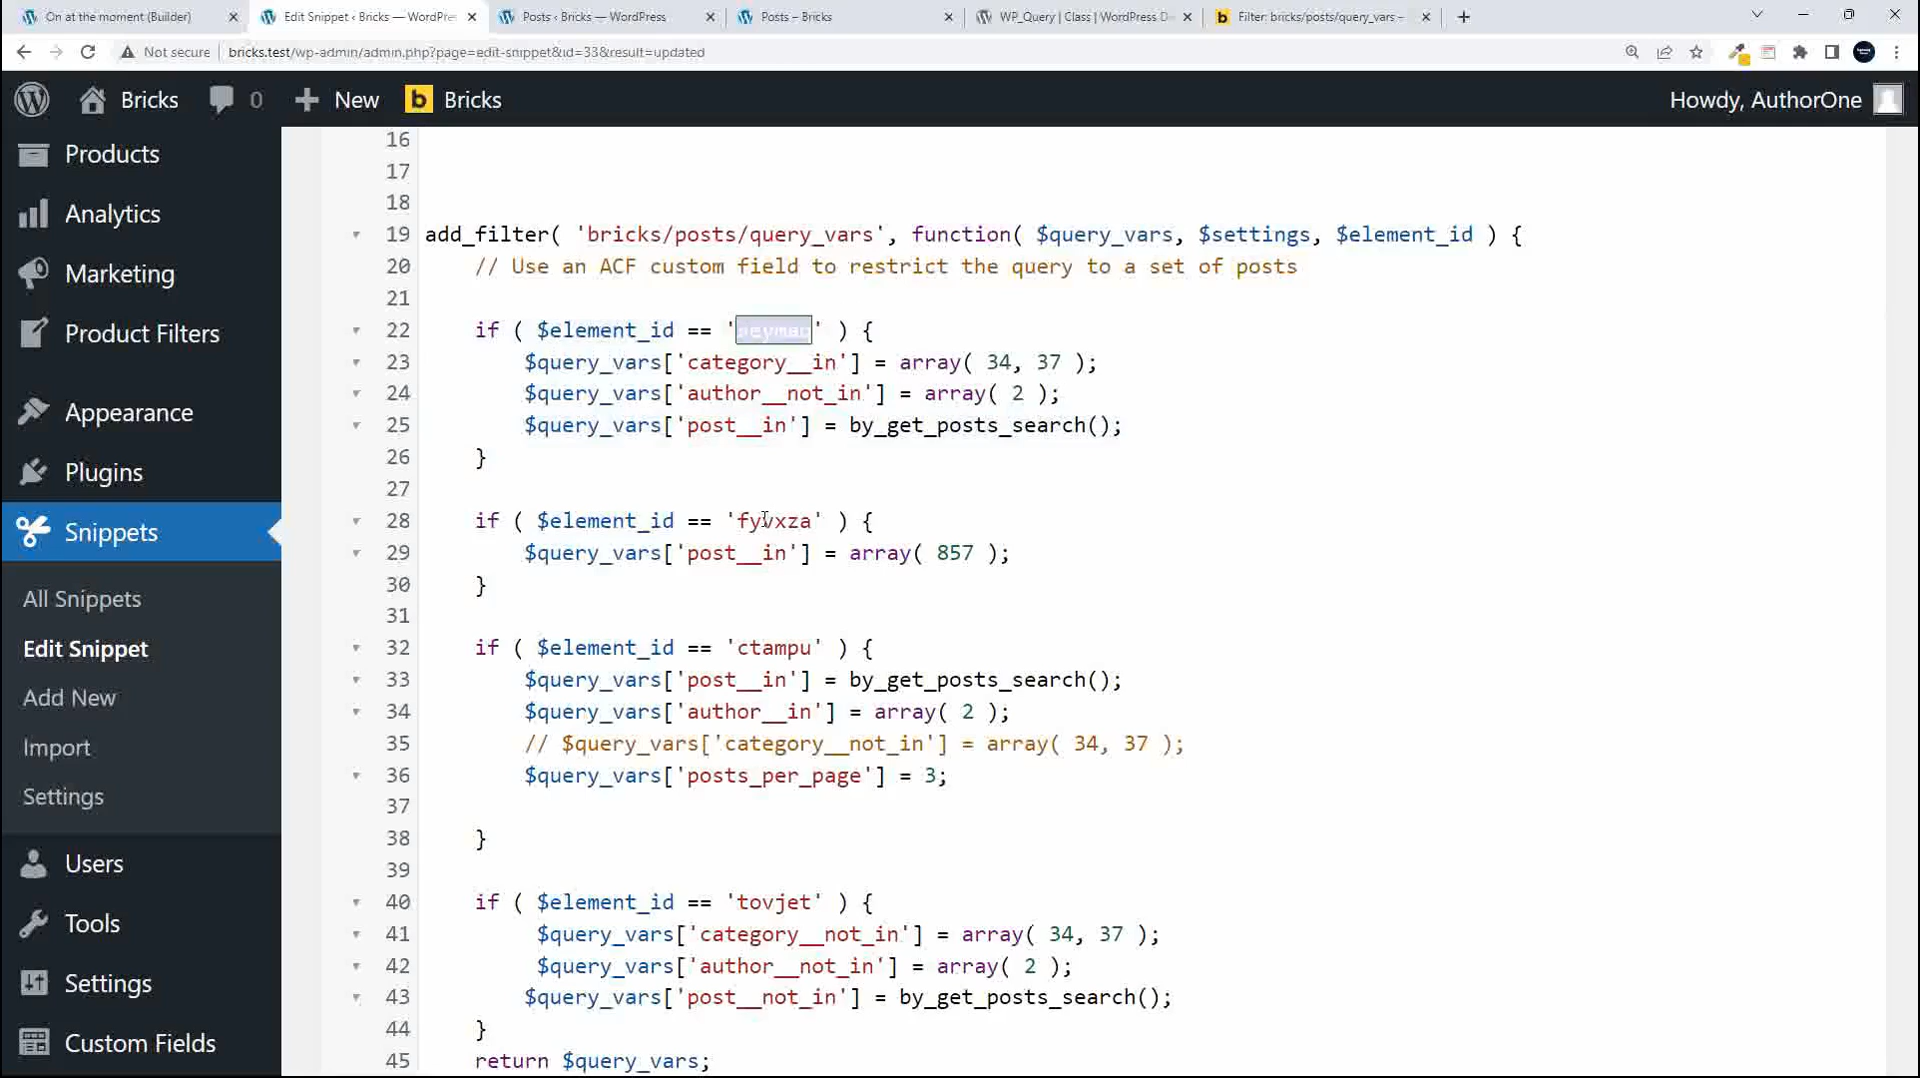 On at the moment (Builder)
Edit Snippet ‹ Bricks — WordPre
Posts ‹ Bricks — WordPress
Posts – Bricks
WP_Query | Class | WordPress D
Filter: bricks/posts/query_vars –
Not secure
bricks.test/wp-admin/admin.php?page=edit-snippet&id=33&result=updated
Bricks
0
New
Bricks
Howdy, AuthorOne
Products
Analytics
Marketing
Product Filters
Appearance
Plugins
Snippets
All Snippets
Edit Snippet
Add New
Import
Settings
Users
Tools
Settings
Custom Fields
16
17
18
19 add_filter( 'bricks/posts/query_vars', function( $query_vars, $settings, $element_id ) {
20 // Use an ACF custom field to restrict the query to a set of posts
21
22 if ( $element_id == '' ) {
23 $query_vars['category__in'] = array( 34, 37 );
24 $query_vars['author__not_in'] = array( 2 );
25 $query_vars['post__in'] = by_get_posts_search();
26 }
27
28 if ( $element_id == 'fyvxza' ) {
29 $query_vars['post__in'] = array( 857 );
30 }
31
32 if ( $element_id == 'ctampu' ) {
33 $query_vars['post__in'] = by_get_posts_search();
34 $query_vars['author__in'] = array( 2 );
35 // $query_vars['category__not_in'] = array( 34, 37 );
36 $query_vars['posts_per_page'] = 3;
37
38 }
39
40 if ( $element_id == 'tovjet' ) {
41 $query_vars['category__not_in'] = array( 34, 37 );
42 $query_vars['author__not_in'] = array( 2 );
43 $query_vars['post__not_in'] = by_get_posts_search();
44 }
45 return $query_vars;